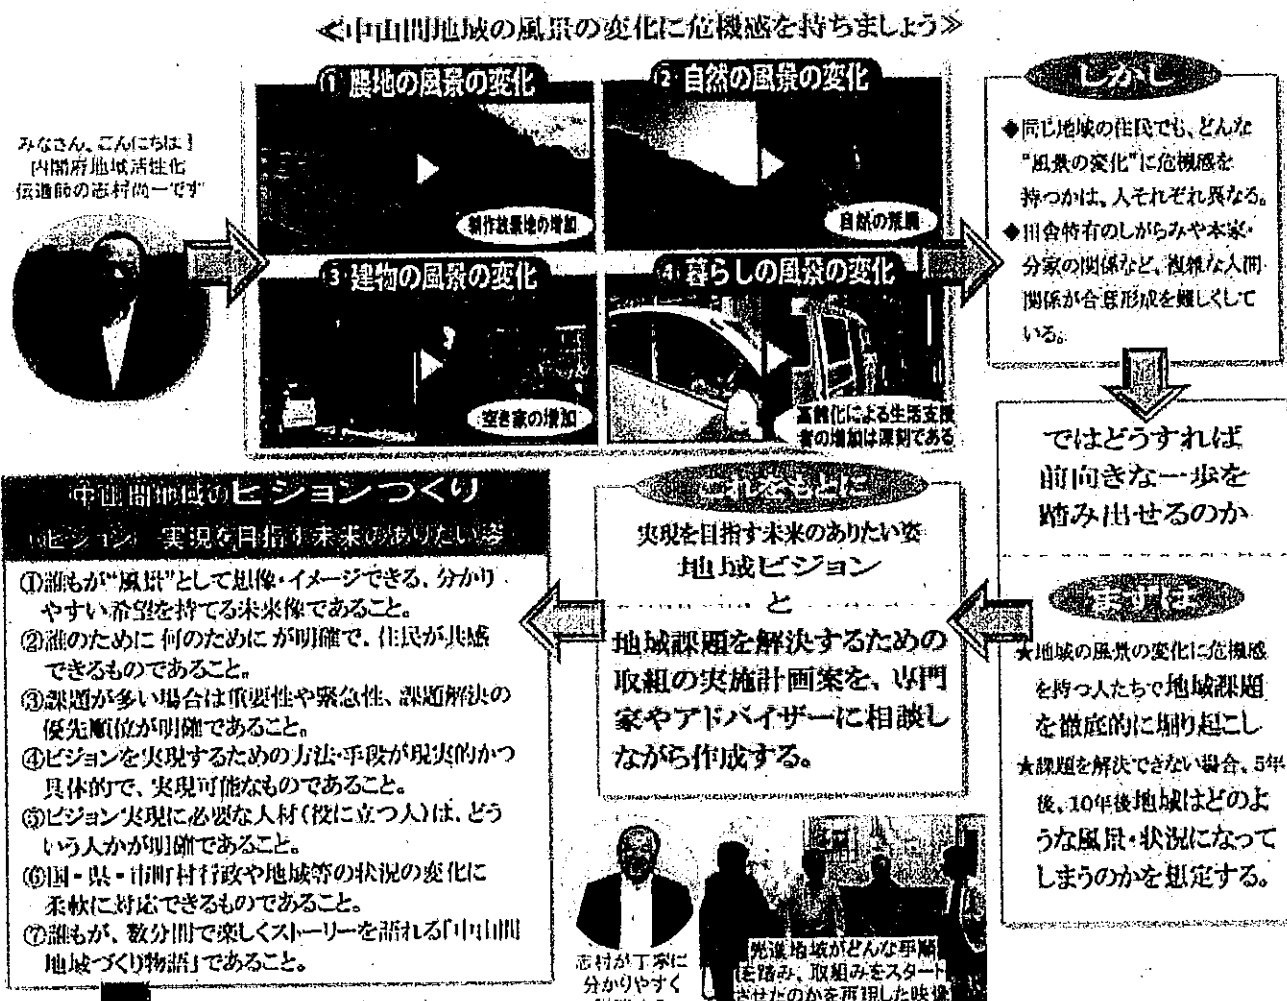 ≪中山間地域の風景の変化に危機感を持ちましょう≫
みなさん、こんにちは！
内閣府地域活性化
伝道師の志村尚一です
① 農地の風景の変化
耕作放棄地の増加
② 自然の風景の変化
自然の荒廃
③ 建物の風景の変化
空き家の増加
④ 暮らしの風景の変化
高齢化による生活支援
者の増加は深刻である
しかし
◆同じ地域の住民でも、どんな
“風景の変化”に危機感を
持つかは、人それぞれ異なる。
◆田舎特有のしがらみや本家・
分家の関係など、複雑な人間
関係が合意形成を難しくして
いる。
ではどうすれば
前向きな一歩を
踏み出せるのか
まずは
★地域の風景の変化に危機感
を持つ人たちで地域課題
を徹底的に掘り起こし
★課題を解決できない場合、5年
後、10年後地域はどのよ
うな風景・状況になって
しまうのかを想定する。
これをもとに
実現を目指す未来のありたい姿
地域ビジョン
と
地域課題を解決するための
取組の実施計画案を、専門
家やアドバイザーに相談し
ながら作成する。
中山間地域のビジョンつくり
（ビジョン 実現を目指す未来のありたい姿
①誰もが“風景”として想像・イメージできる、分かり
やすい希望を持てる未来像であること。
②誰のために 何のために が明確で、住民が共感
できるものであること。
③課題が多い場合は重要性や緊急性、課題解決の
優先順位が明確であること。
④ビジョンを実現するための方法・手段が現実的かつ
具体的で、実現可能なものであること。
⑤ビジョン実現に必要な人材（役に立つ人）は、どう
いう人かが明確であること。
⑥国・県・市町村行政や地域等の状況の変化に
柔軟に対応できるものであること。
⑦誰もが、数分間で楽しくストーリーを語れる「中山間
地域づくり物語」であること。
志村が丁寧に
分かりやすく
先進地域がどんな手順
を踏み、取組みをスタート
させたのかを再現した映像